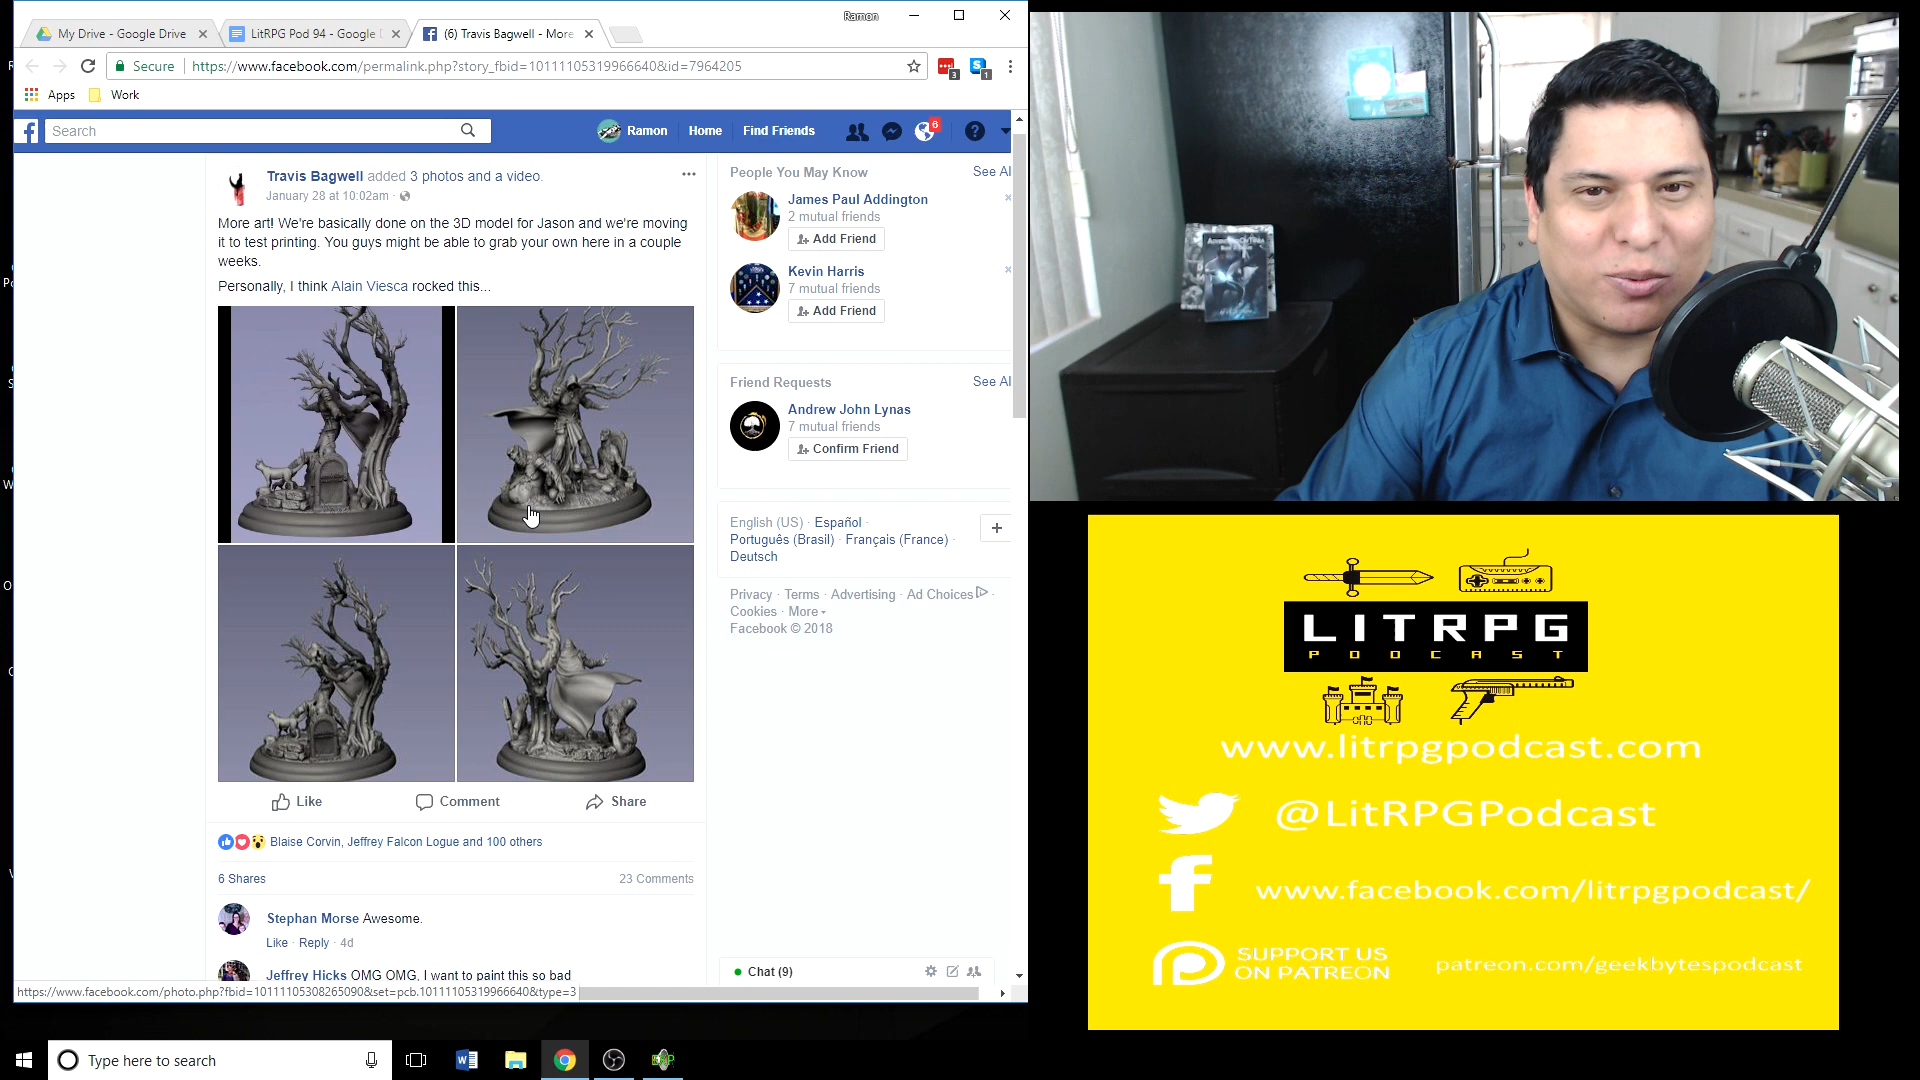 Ramon
My Drive - Google Drive
LitRPG Pod 94 - Google
(6) Travis Bagwell - More
Secure
https://www.facebook.com/permalink.php?story_fbid=10111105319966640&id=7964205
3
1
Apps
Work
Search
Ramon
Home
Find Friends
6
Travis Bagwell added 3 photos and a video.
January 28 at 10:02am ·
More art! We're basically done on the 3D model for Jason and we're moving
it to test printing. You guys might be able to grab your own here in a couple
weeks.
Personally, I think Alain Viesca rocked this...
Like
Comment
Share
Blaise Corvin, Jeffrey Falcon Logue and 100 others
6 Shares
23 Comments
Stephan Morse Awesome.
Like · Reply · 4d
Jeffrey Hicks OMG OMG, I want to paint this so bad
https://www.facebook.com/photo.php?fbid=10111105308265090&set=pcb.10111105319966640&type=3
People You May Know
See Al
James Paul Addington
2 mutual friends
Add Friend
Kevin Harris
7 mutual friends
Add Friend
Friend Requests
See Al
Andrew John Lynas
7 mutual friends
Confirm Friend
English (US) · Español ·
Português (Brasil) · Français (France) ·
Deutsch
Privacy · Terms · Advertising · Ad Choices ·
Cookies · More
Facebook © 2018
Chat (9)
LITRPG
PODCAST
www.litrpgpodcast.com
@LitRPGPodcast
www.facebook.com/litrpgpodcast/
SUPPORT US
ON PATREON
patreon.com/geekbytespodcast
Type here to search